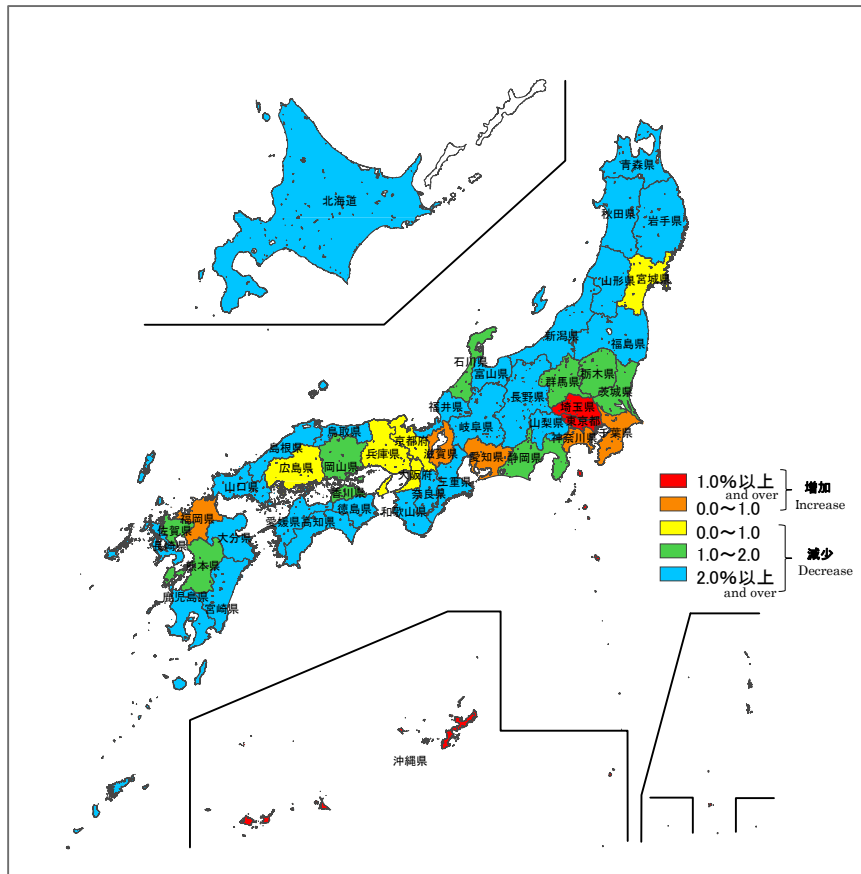 青森県
北海道
秋田県
岩手県
山形県
宮城県
新潟県
福島県
石川県
富山県
群馬県
栃木県
茨城県
長野県
埼玉県
福井県
東京都
岐阜県
山梨県
神奈川県
千葉県
鳥取県
京都府
島根県
兵庫県
滋賀県
愛知県
静岡県
広島県
岡山県
大阪府
三重県
山口県
奈良県
香川県
徳島県
和歌山県
福岡県
愛媛県
高知県
佐賀県
大分県
長崎県
熊本県
鹿児島県
宮崎県
沖縄県
1.0%以上
and over
0.0～1.0
増加
Increase
0.0～1.0
1.0～2.0
2.0%以上
and over
減少
Decrease